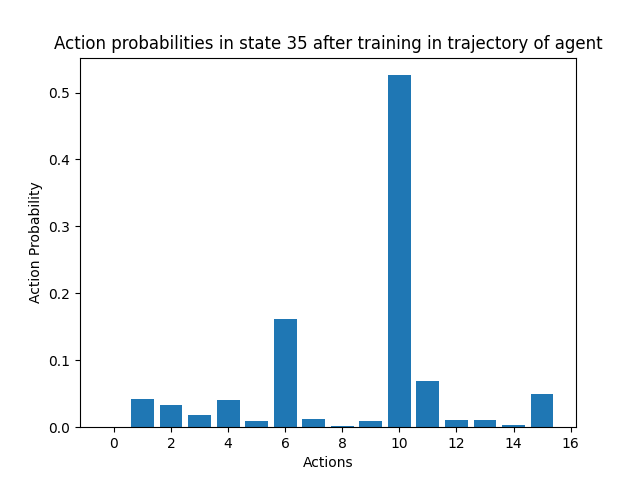 Action probabilities in state 35 after training in trajectory of agent
Action Probability
0.5
0.4
0.3
0.2
0.1
0.0
0 2 4 6 8 10 12 14 16
Actions